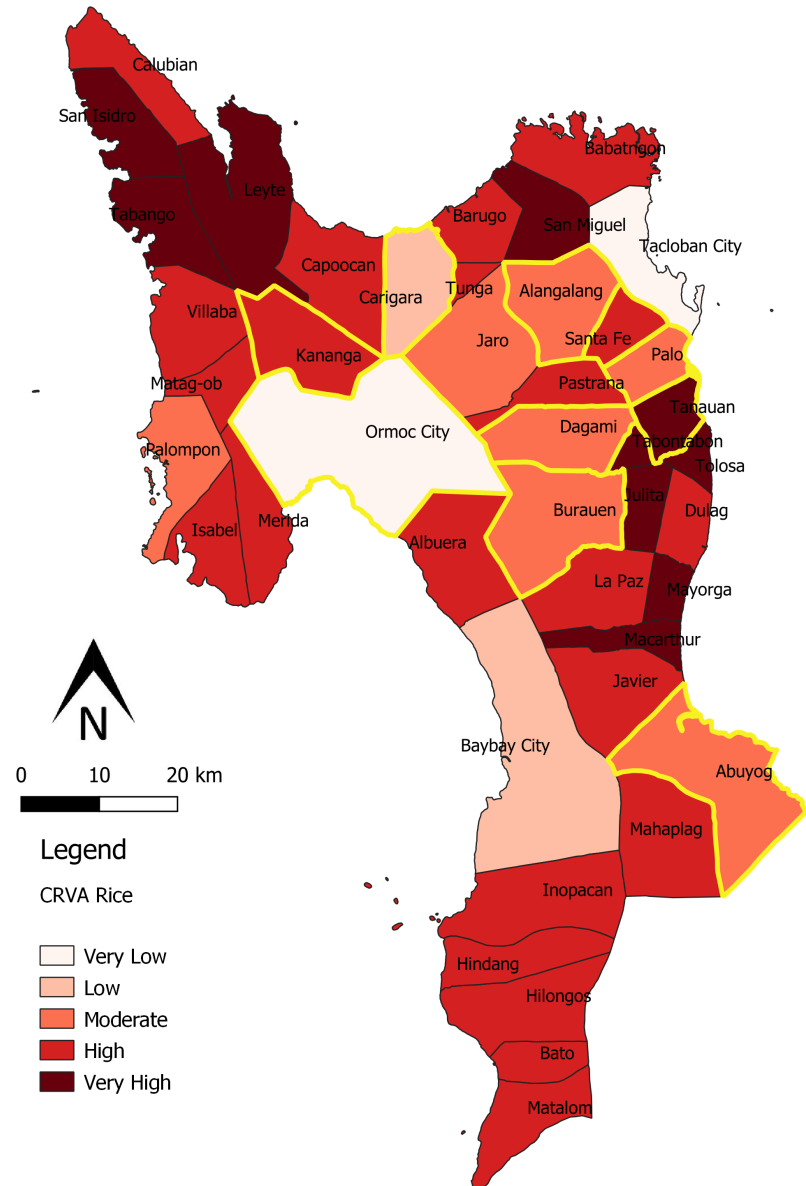 Calubian
San Isidro
Babatngon
Leyte
Tabango
Barugo
San Miguel
Tacloban City
Capoocan
Tunga
Alangalang
Carigara
Villaba
Santa Fe
Jaro
Kananga
Palo
Matag-ob
Pastrana
Tanauan
Dagami
Ormoc City
Tabontabon
Palompon
Tolosa
Julita
Burauen
Dulag
Merida
Isabel
Albuera
La Paz
Mayorga
Macarthur
Javier
N
Baybay City
0 10 20 km
Abuyog
Mahaplag
Legend
CRVA Rice
Inopacan
Very Low
Hindang
Low
Hilongos
Moderate
High
Bato
Very High
Matalom